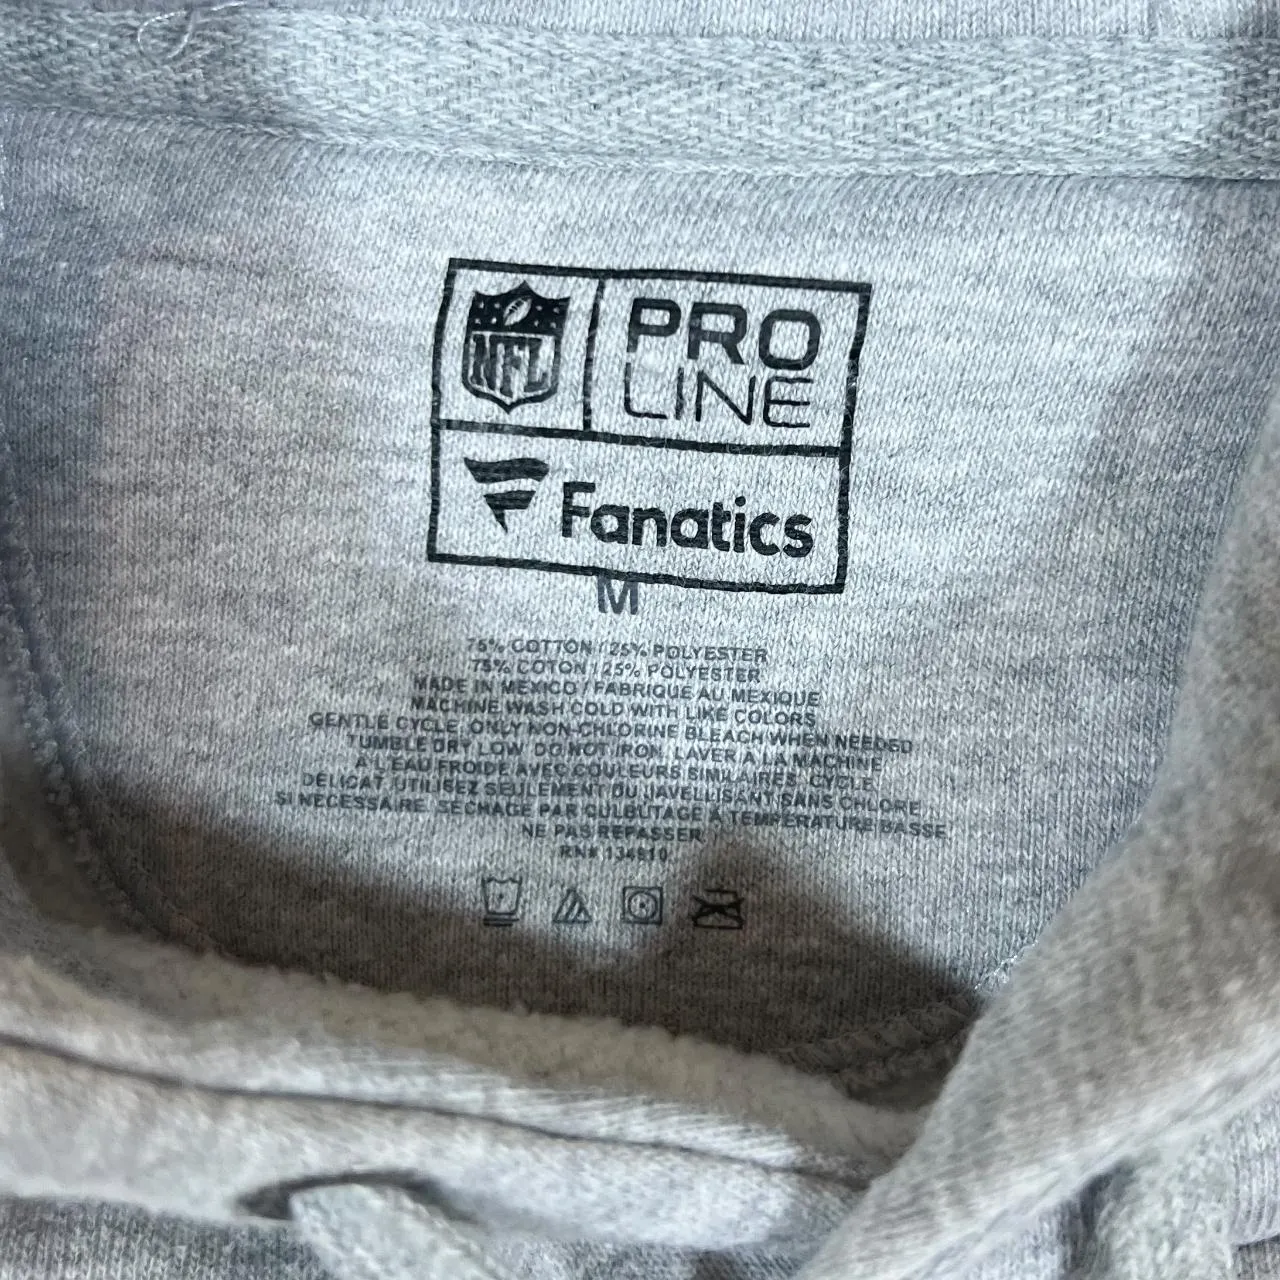 NFL
PRO
LINE
Fanatics
M
75% COTTON / 25% POLYESTER
75% COTON / 25% POLYESTER
MADE IN MEXICO / FABRIQUE AU MEXIQUE
MACHINE WASH COLD WITH LIKE COLORS
GENTLE CYCLE, ONLY NON-CHLORINE BLEACH WHEN NEEDED
TUMBLE DRY LOW. DO NOT IRON. LAVER A LA MACHINE
A L'EAU FROIDE AVEC COULEURS SIMILAIRES. CYCLE
DELICAT. UTILISEZ SEULEMENT DU JAVELLISANT SANS CHLORE,
SI NECESSAIRE. SECHAGE PAR CULBUTAGE A TEMPERATURE BASSE.
NE PAS REPASSER
RN# 134810